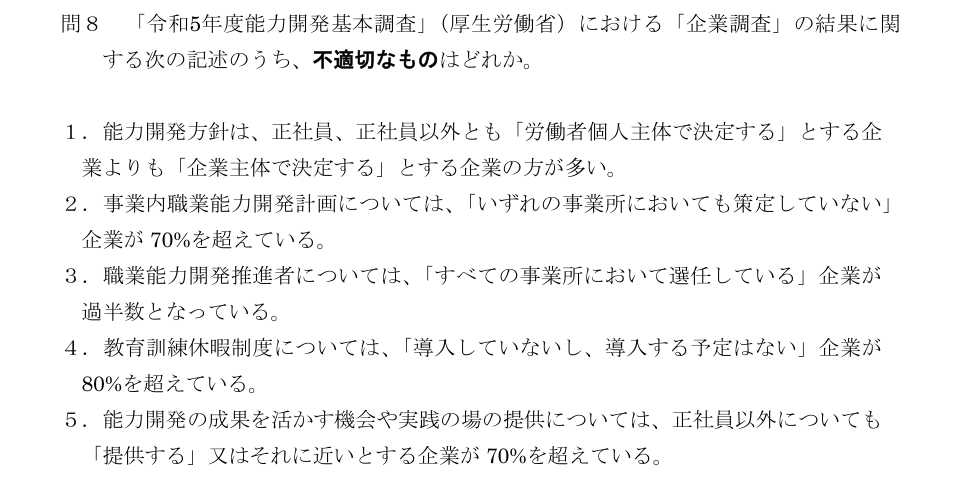 問８　「令和5年度能力開発基本調査」（厚生労働省）における「企業調査」の結果に関
する次の記述のうち、不適切なものはどれか。
１．能力開発方針は、正社員、正社員以外とも「労働者個人主体で決定する」とする企
業よりも「企業主体で決定する」とする企業の方が多い。
２．事業内職業能力開発計画については、「いずれの事業所においても策定していない」
企業が 70%を超えている。
３．職業能力開発推進者については、「すべての事業所において選任している」企業が
過半数となっている。
４．教育訓練休暇制度については、「導入していないし、導入する予定はない」企業が
80%を超えている。
５．能力開発の成果を活かす機会や実践の場の提供については、正社員以外についても
「提供する」又はそれに近いとする企業が 70%を超えている。